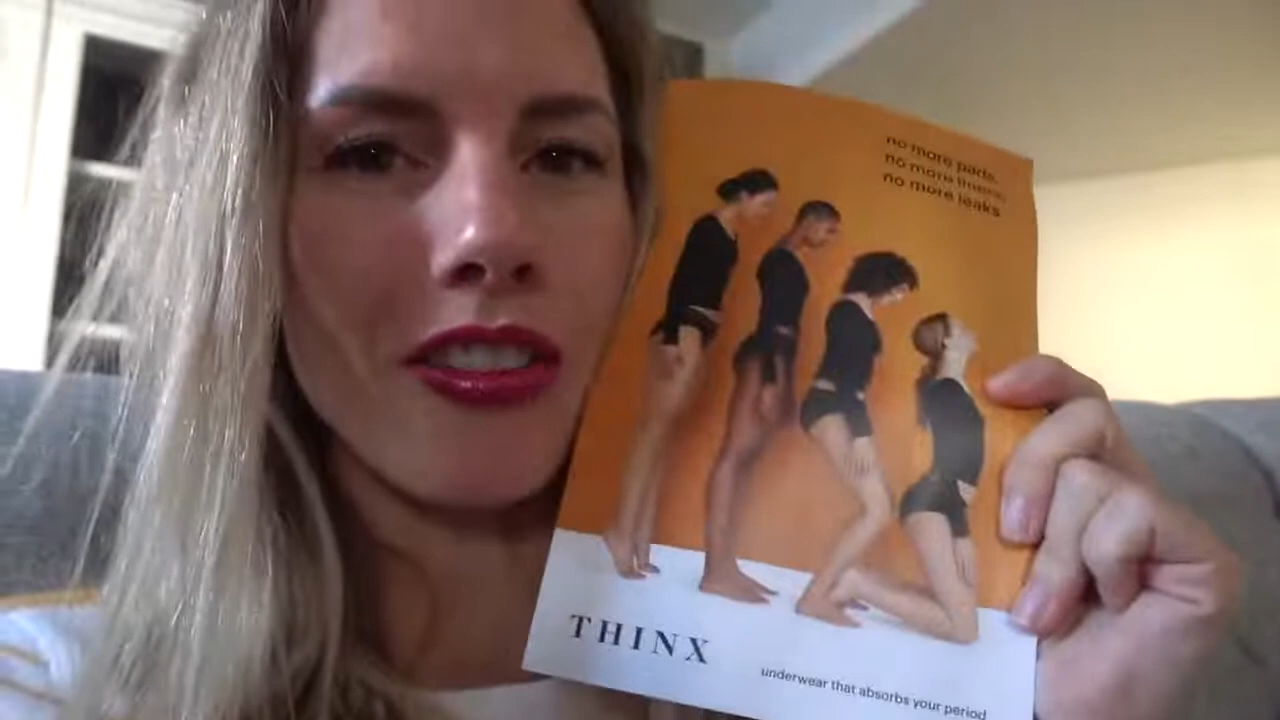 no more pads.
no more
no more leaks
THINX
underwear that absorbs your period